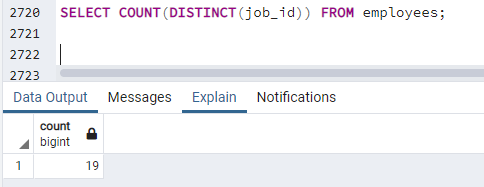 2720 SELECT COUNT(DISTINCT(job_id)) FROM employees;
2721
2722
2723
Data Output Messages Explain Notifications
count
bigint
1 19